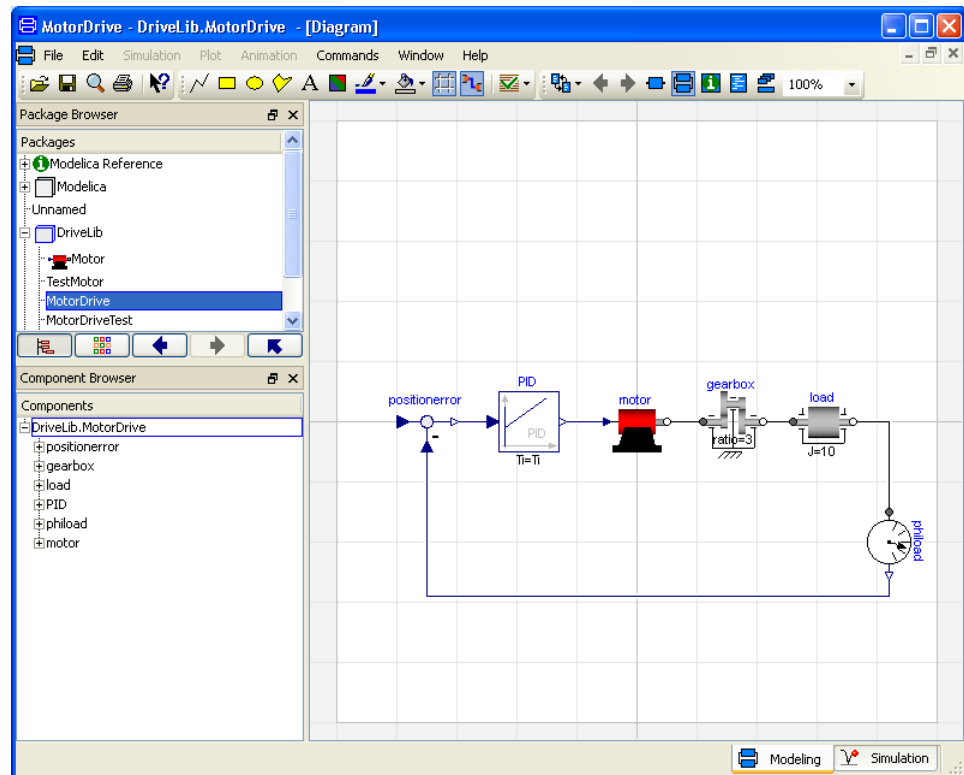 MotorDrive - DriveLib.MotorDrive - [Diagram]
File Edit Simulation Plot Animation Commands Window Help
A 100%
Package Browser
Packages
Modelica Reference
Modelica
Unnamed
DriveLib
Motor
TestMotor
MotorDrive
MotorDriveTest
Component Browser
Components
DriveLib.MotorDrive
positionerror
gearbox
load
PID
phiload
motor
PID
gearbox
positionerror
motor
load
PID
ratio=3
Ti=Ti
J=10
phiload
Modeling Simulation